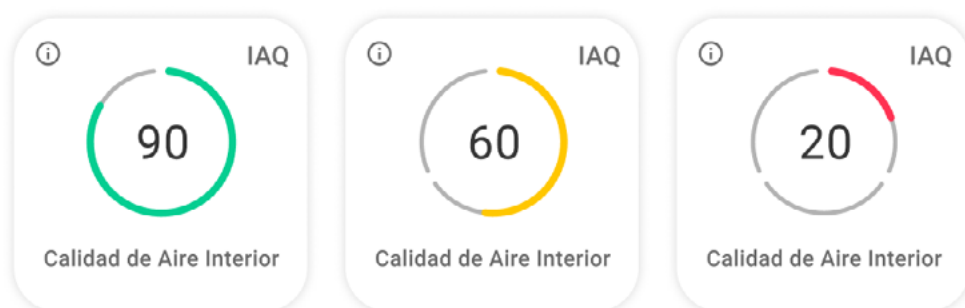 IAQ
90
Calidad de Aire Interior
IAQ
60
Calidad de Aire Interior
IAQ
20
Calidad de Aire Interior